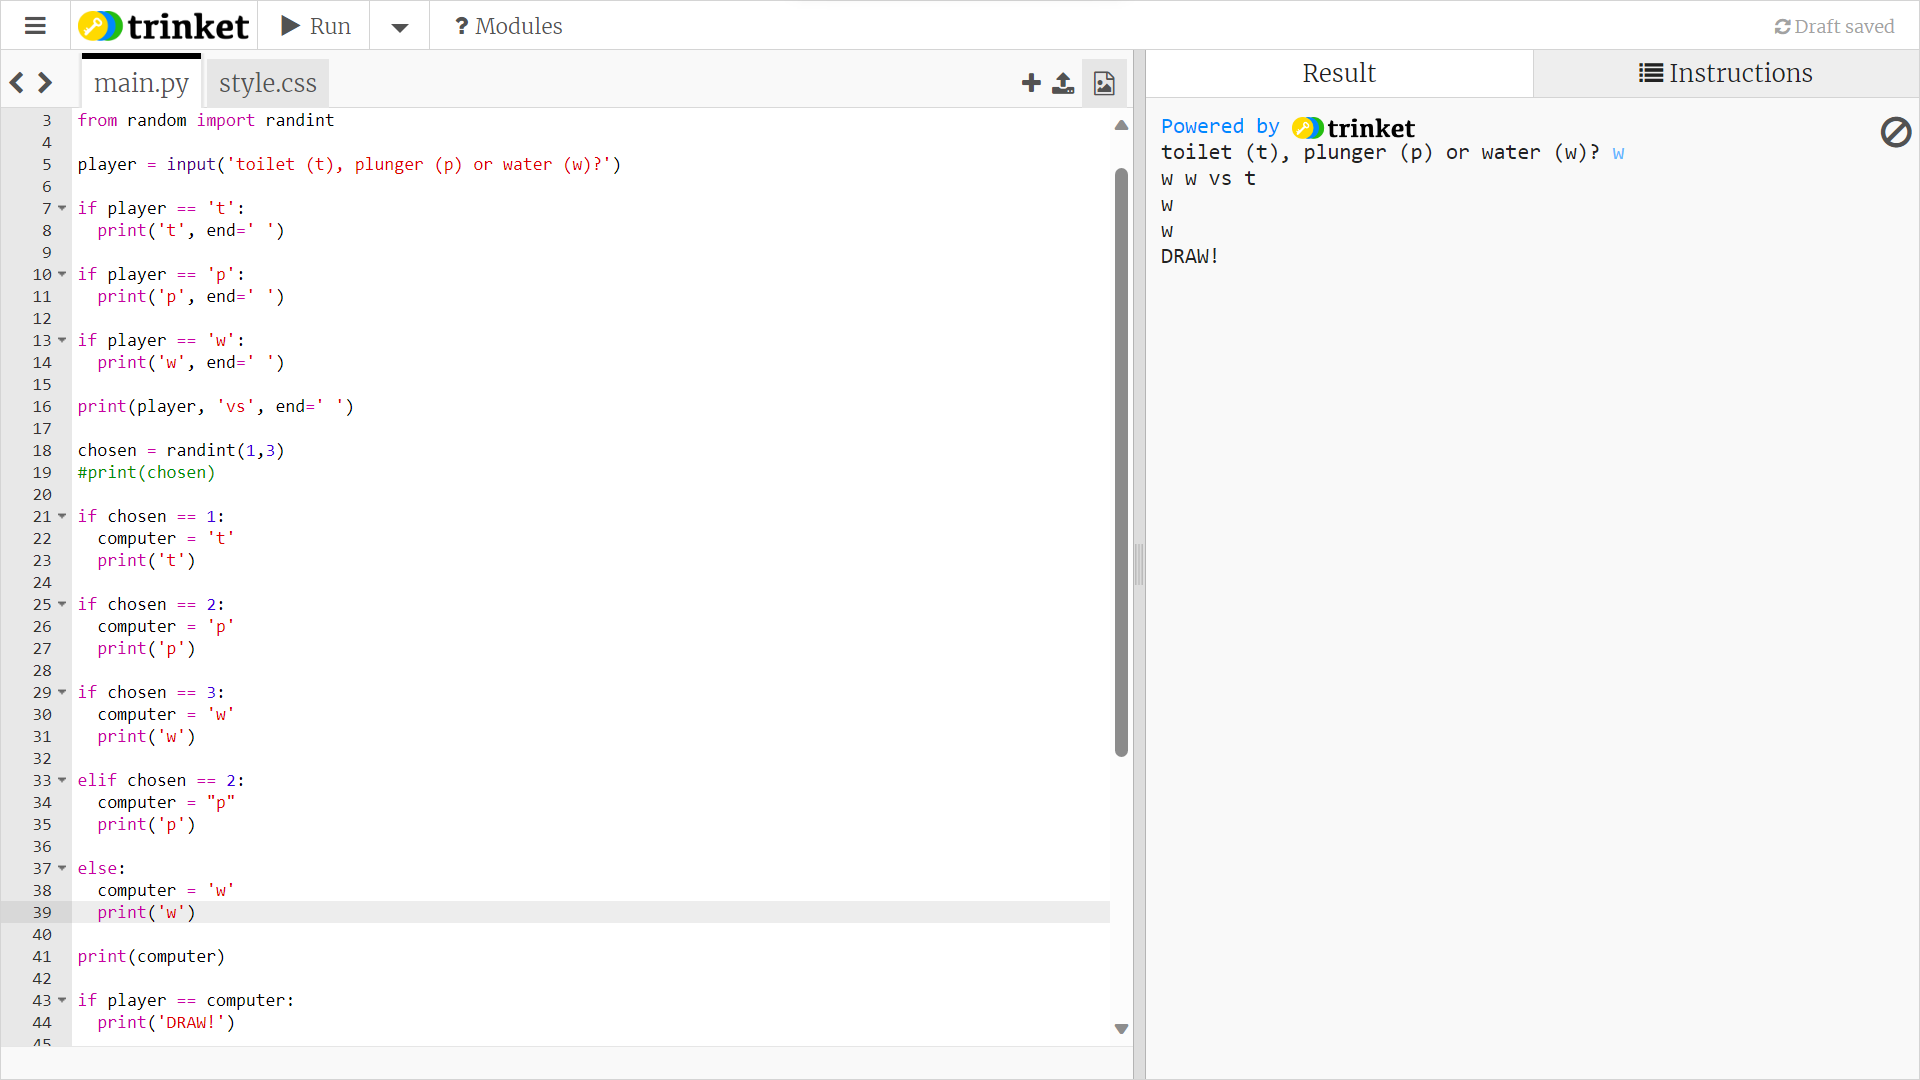 trinket
Run
? Modules
Draft saved
main.py
style.css
Result
Instructions
3 from random import randint
4
5 player = input('toilet (t), plunger (p) or water (w)?')
6
7 if player == 't':
8   print('t', end=' ')
9
10 if player == 'p':
11   print('p', end=' ')
12
13 if player == 'w':
14   print('w', end=' ')
15
16 print(player, 'vs', end=' ')
17
18 chosen = randint(1,3)
19 #print(chosen)
20
21 if chosen == 1:
22   computer = 't'
23   print('t')
24
25 if chosen == 2:
26   computer = 'p'
27   print('p')
28
29 if chosen == 3:
30   computer = 'w'
31   print('w')
32
33 elif chosen == 2:
34   computer = "p"
35   print('p')
36
37 else:
38   computer = 'w'
39   print('w')
40
41 print(computer)
42
43 if player == computer:
44   print('DRAW!')
45
Powered by trinket
toilet (t), plunger (p) or water (w)? w
w w vs t
w
w
DRAW!